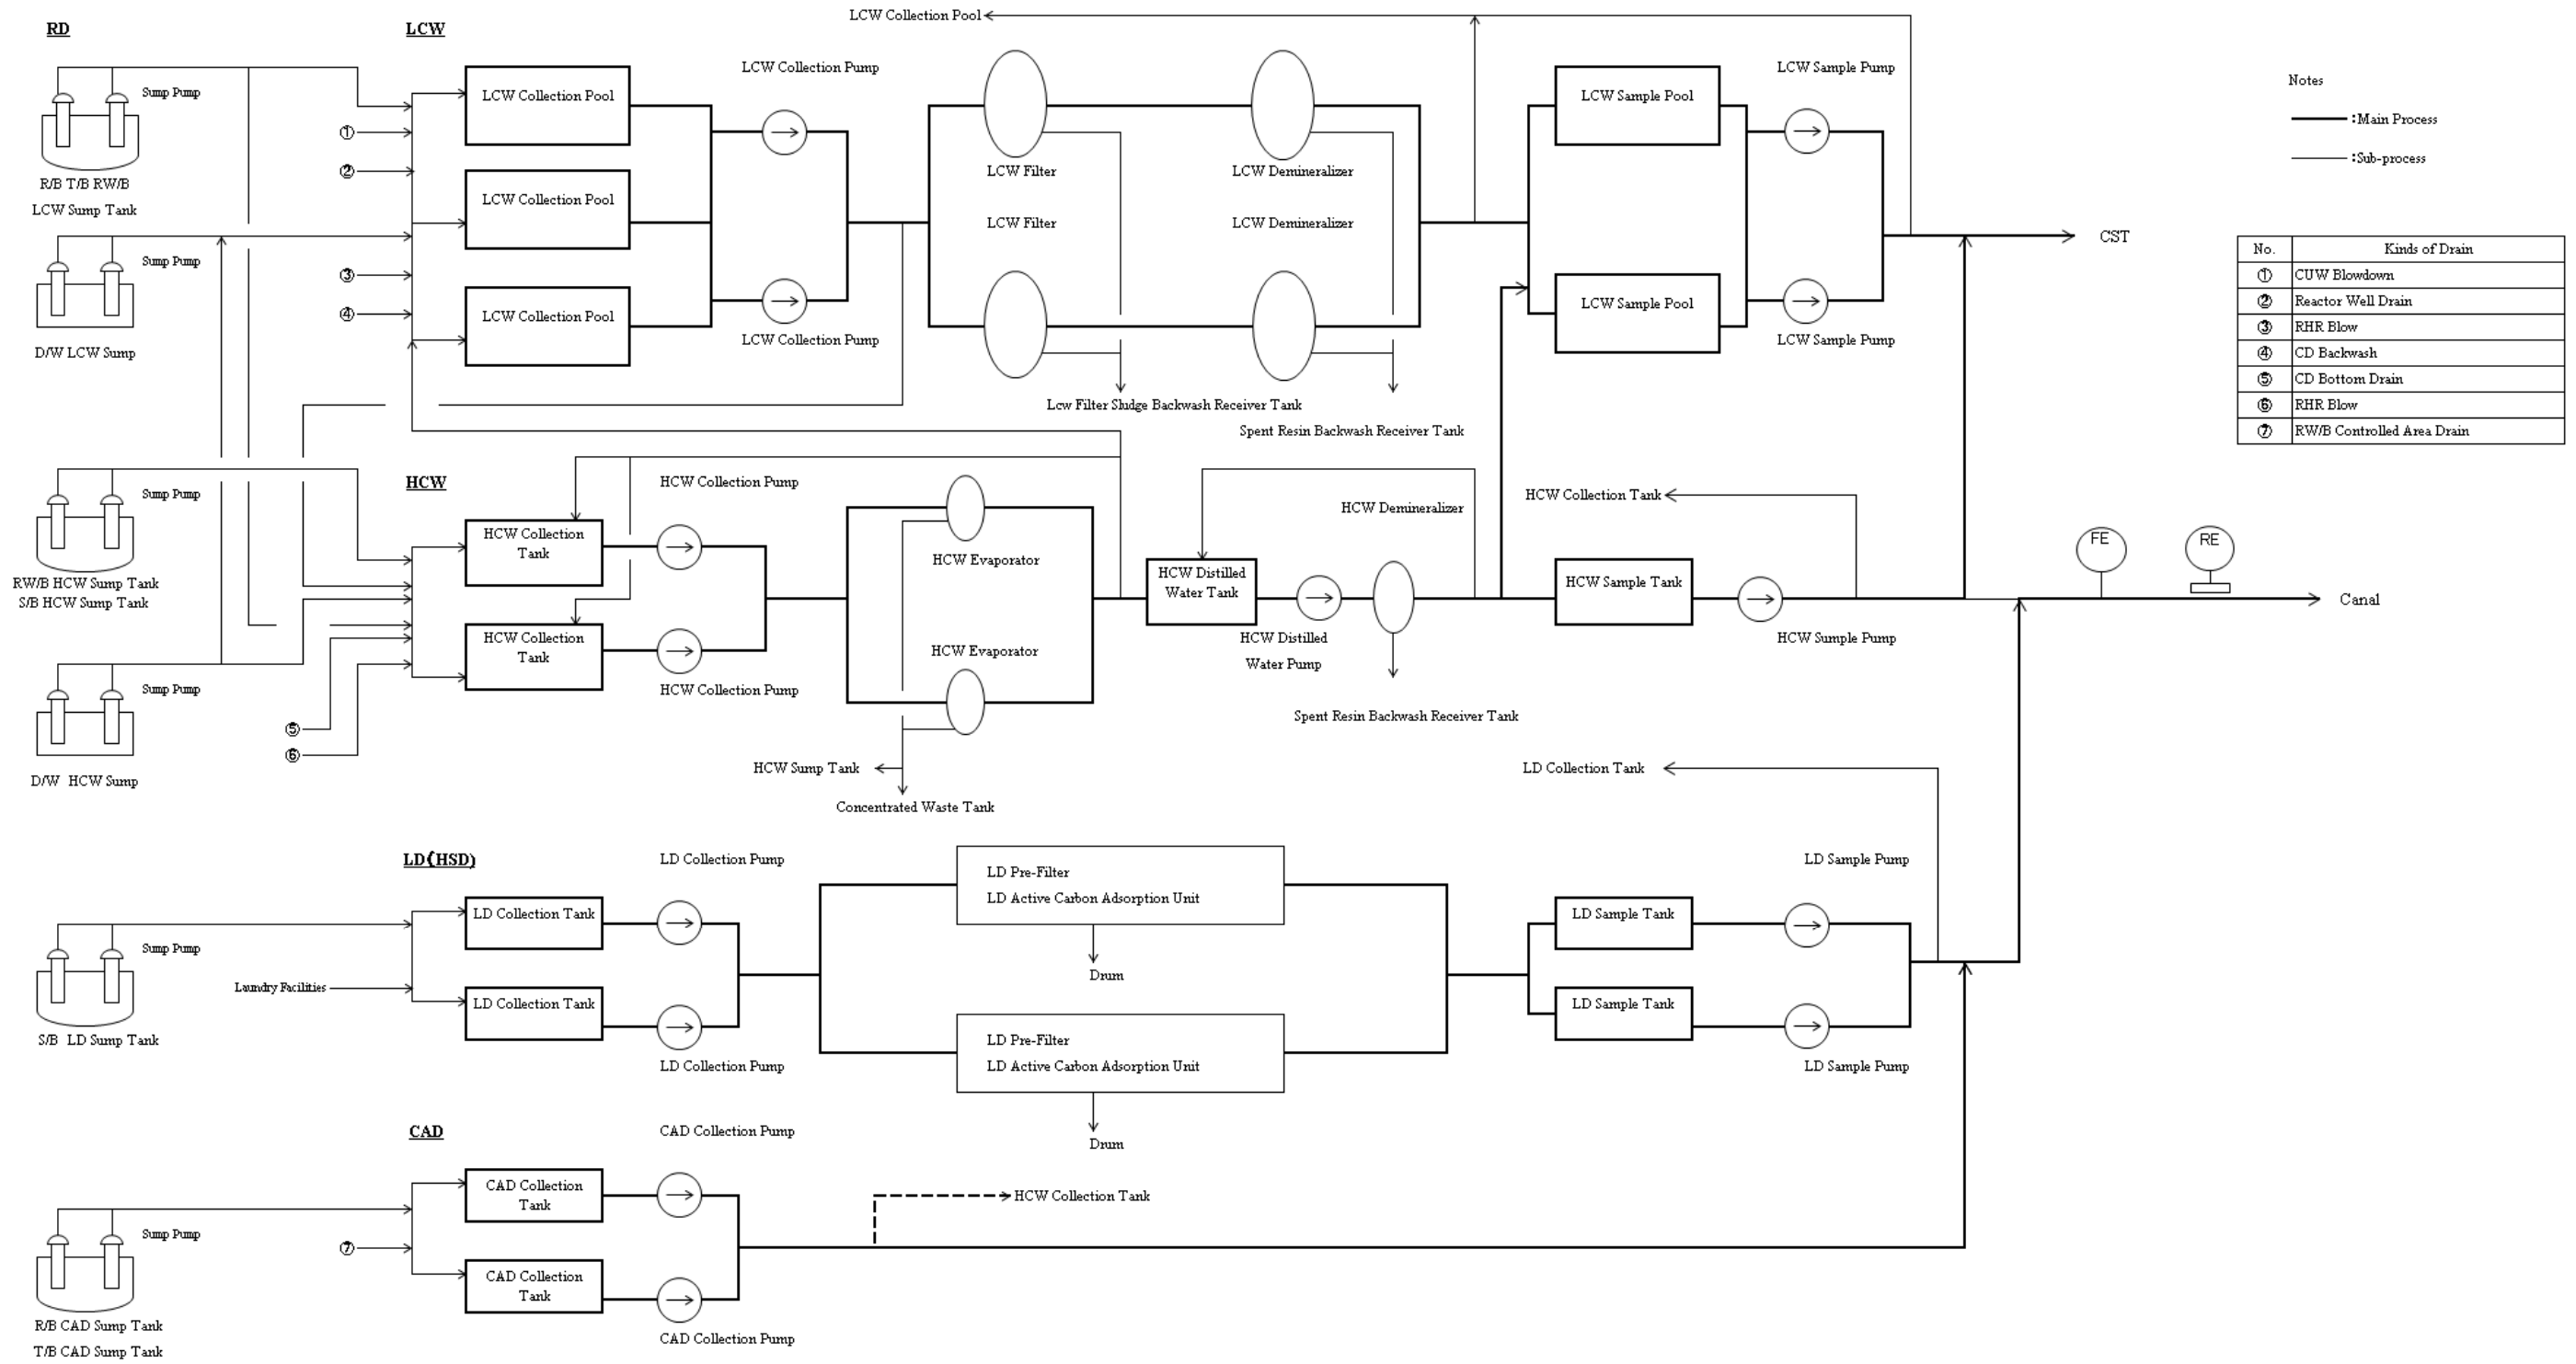 RD
LCW
LCW Collection Pool
Sump Pump
R/B T/B RW/B
LCW Sump Tank
Sump Pump
D/W LCW Sump
①
②
③
④
LCW Collection Pool
LCW Collection Pool
LCW Collection Pool
LCW Collection Pump
LCW Collection Pump
LCW Filter
LCW Filter
LCW Demineralizer
LCW Demineralizer
Lcw Filter Sludge Backwash Receiver Tank
Spent Resin Backwash Receiver Tank
LCW Sample Pool
LCW Sample Pool
LCW Sample Pump
LCW Sample Pump
CST
Notes
:Main Process
:Sub-process
No. Kinds of Drain
① CUW Blowdown
② Reactor Well Drain
③ RHR Blow
④ CD Backwash
⑤ CD Bottom Drain
⑥ RHR Blow
⑦ RW/B Controlled Area Drain
HCW
Sump Pump
RW/B HCW Sump Tank
S/B HCW Sump Tank
Sump Pump
D/W HCW Sump
⑤
⑥
HCW Collection
Tank
HCW Collection
Tank
HCW Collection Pump
HCW Collection Pump
HCW Evaporator
HCW Evaporator
HCW Sump Tank
Concentrated Waste Tank
HCW Distilled
Water Tank
HCW Distilled
Water Pump
HCW Demineralizer
Spent Resin Backwash Receiver Tank
HCW Collection Tank
HCW Sample Tank
HCW Sumple Pump
FE
RE
Canal
LD(HSD)
Sump Pump
S/B LD Sump Tank
Laundry Facilities
LD Collection Tank
LD Collection Tank
LD Collection Pump
LD Collection Pump
LD Pre-Filter
LD Active Carbon Adsorption Unit
Drum
LD Pre-Filter
LD Active Carbon Adsorption Unit
Drum
LD Collection Tank
LD Sample Tank
LD Sample Tank
LD Sample Pump
LD Sample Pump
CAD
Sump Pump
R/B CAD Sump Tank
T/B CAD Sump Tank
⑦
CAD Collection
Tank
CAD Collection
Tank
CAD Collection Pump
CAD Collection Pump
HCW Collection Tank